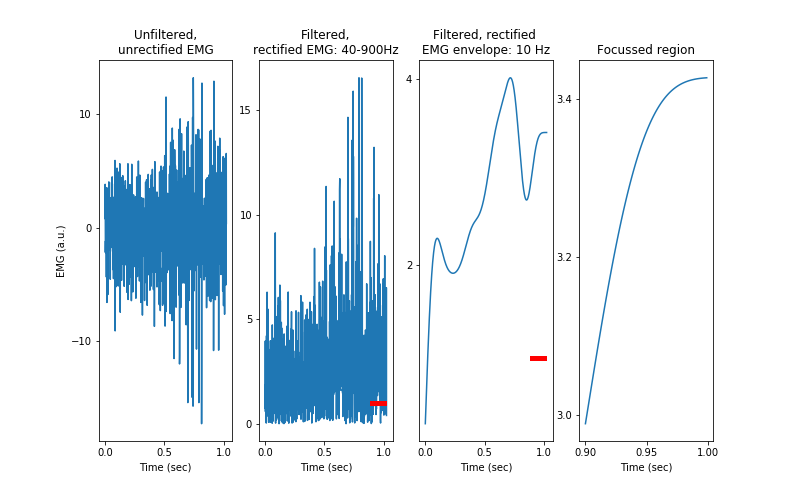 Unfiltered,
unrectified EMG
EMG (a.u.)
10
0
−10
0.0 0.5 1.0
Time (sec)
Filtered,
rectified EMG: 40-900Hz
15
10
5
0
0.0 0.5 1.0
Time (sec)
Filtered, rectified
EMG envelope: 10 Hz
4
2
0.0 0.5 1.0
Time (sec)
Focussed region
3.4
3.2
3.0
0.90 0.95 1.00
Time (sec)